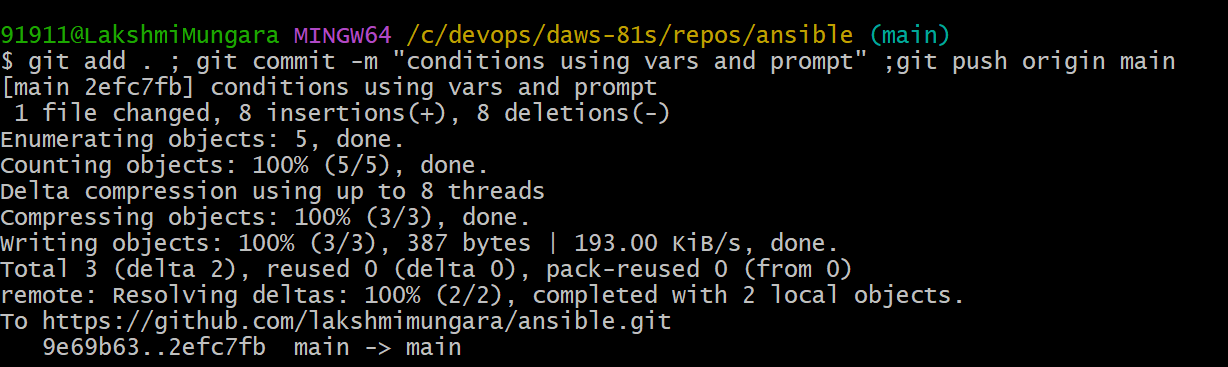 91911@LakshmiMungara MINGW64 /c/devops/daws-81s/repos/ansible (main)
$ git add . ; git commit -m "conditions using vars and prompt" ;git push origin main
[main 2efc7fb] conditions using vars and prompt
 1 file changed, 8 insertions(+), 8 deletions(-)
Enumerating objects: 5, done.
Counting objects: 100% (5/5), done.
Delta compression using up to 8 threads
Compressing objects: 100% (3/3), done.
Writing objects: 100% (3/3), 387 bytes | 193.00 KiB/s, done.
Total 3 (delta 2), reused 0 (delta 0), pack-reused 0 (from 0)
remote: Resolving deltas: 100% (2/2), completed with 2 local objects.
To https://github.com/lakshmimungara/ansible.git
   9e69b63..2efc7fb  main -> main